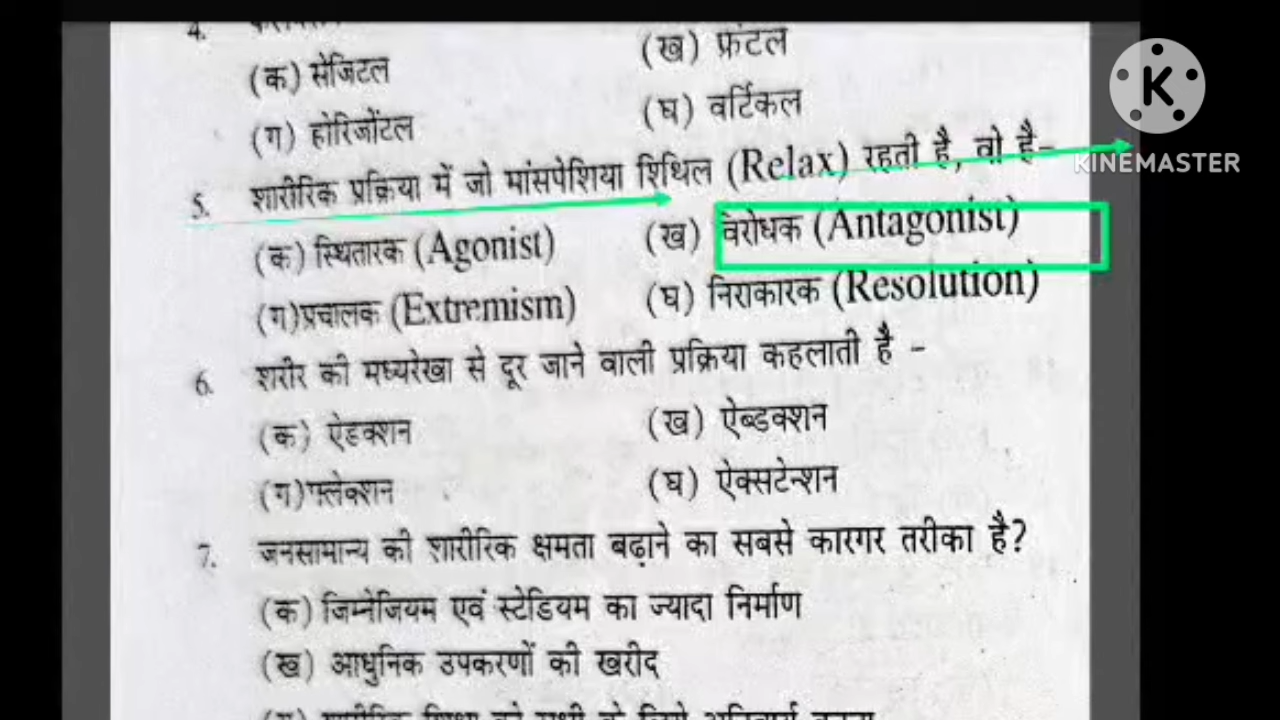 4.
(क) सेजिटल (ख) फ्रंटल
(ग) होरिजोंटल (घ) वर्टिकल
5. शारीरिक प्रक्रिया में जो मांसपेशिया शिथिल (Relax) रहती है, वो है-
(क) स्थितारक (Agonist) (ख) विरोधक (Antagonist)
(ग)प्रचालक (Extremism) (घ) निराकारक (Resolution)
6. शरीर की मध्यरेखा से दूर जाने वाली प्रक्रिया कहलाती है -
(क) ऐडक्शन (ख) ऐब्डक्शन
(ग)फ्लेक्शन (घ) ऐक्सटेन्शन
7. जनसामान्य की शारीरिक क्षमता बढ़ाने का सबसे कारगर तरीका है?
(क) जिम्नेजियम एवं स्टेडियम का ज्यादा निर्माण
(ख) आधुनिक उपकरणों की खरीद
K
KINEMASTER